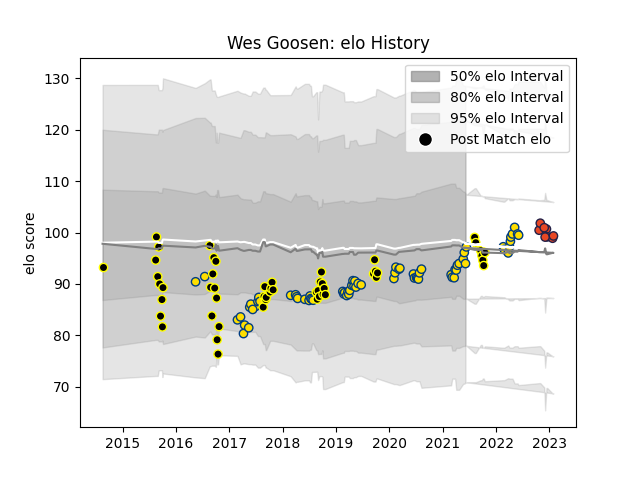 Wes Goosen: elo History
50% elo Interval
80% elo Interval
95% elo Interval
Post Match elo
elo score
130
120
110
100
90
80
70
2015 2016 2017 2018 2019 2020 2021 2022 2023